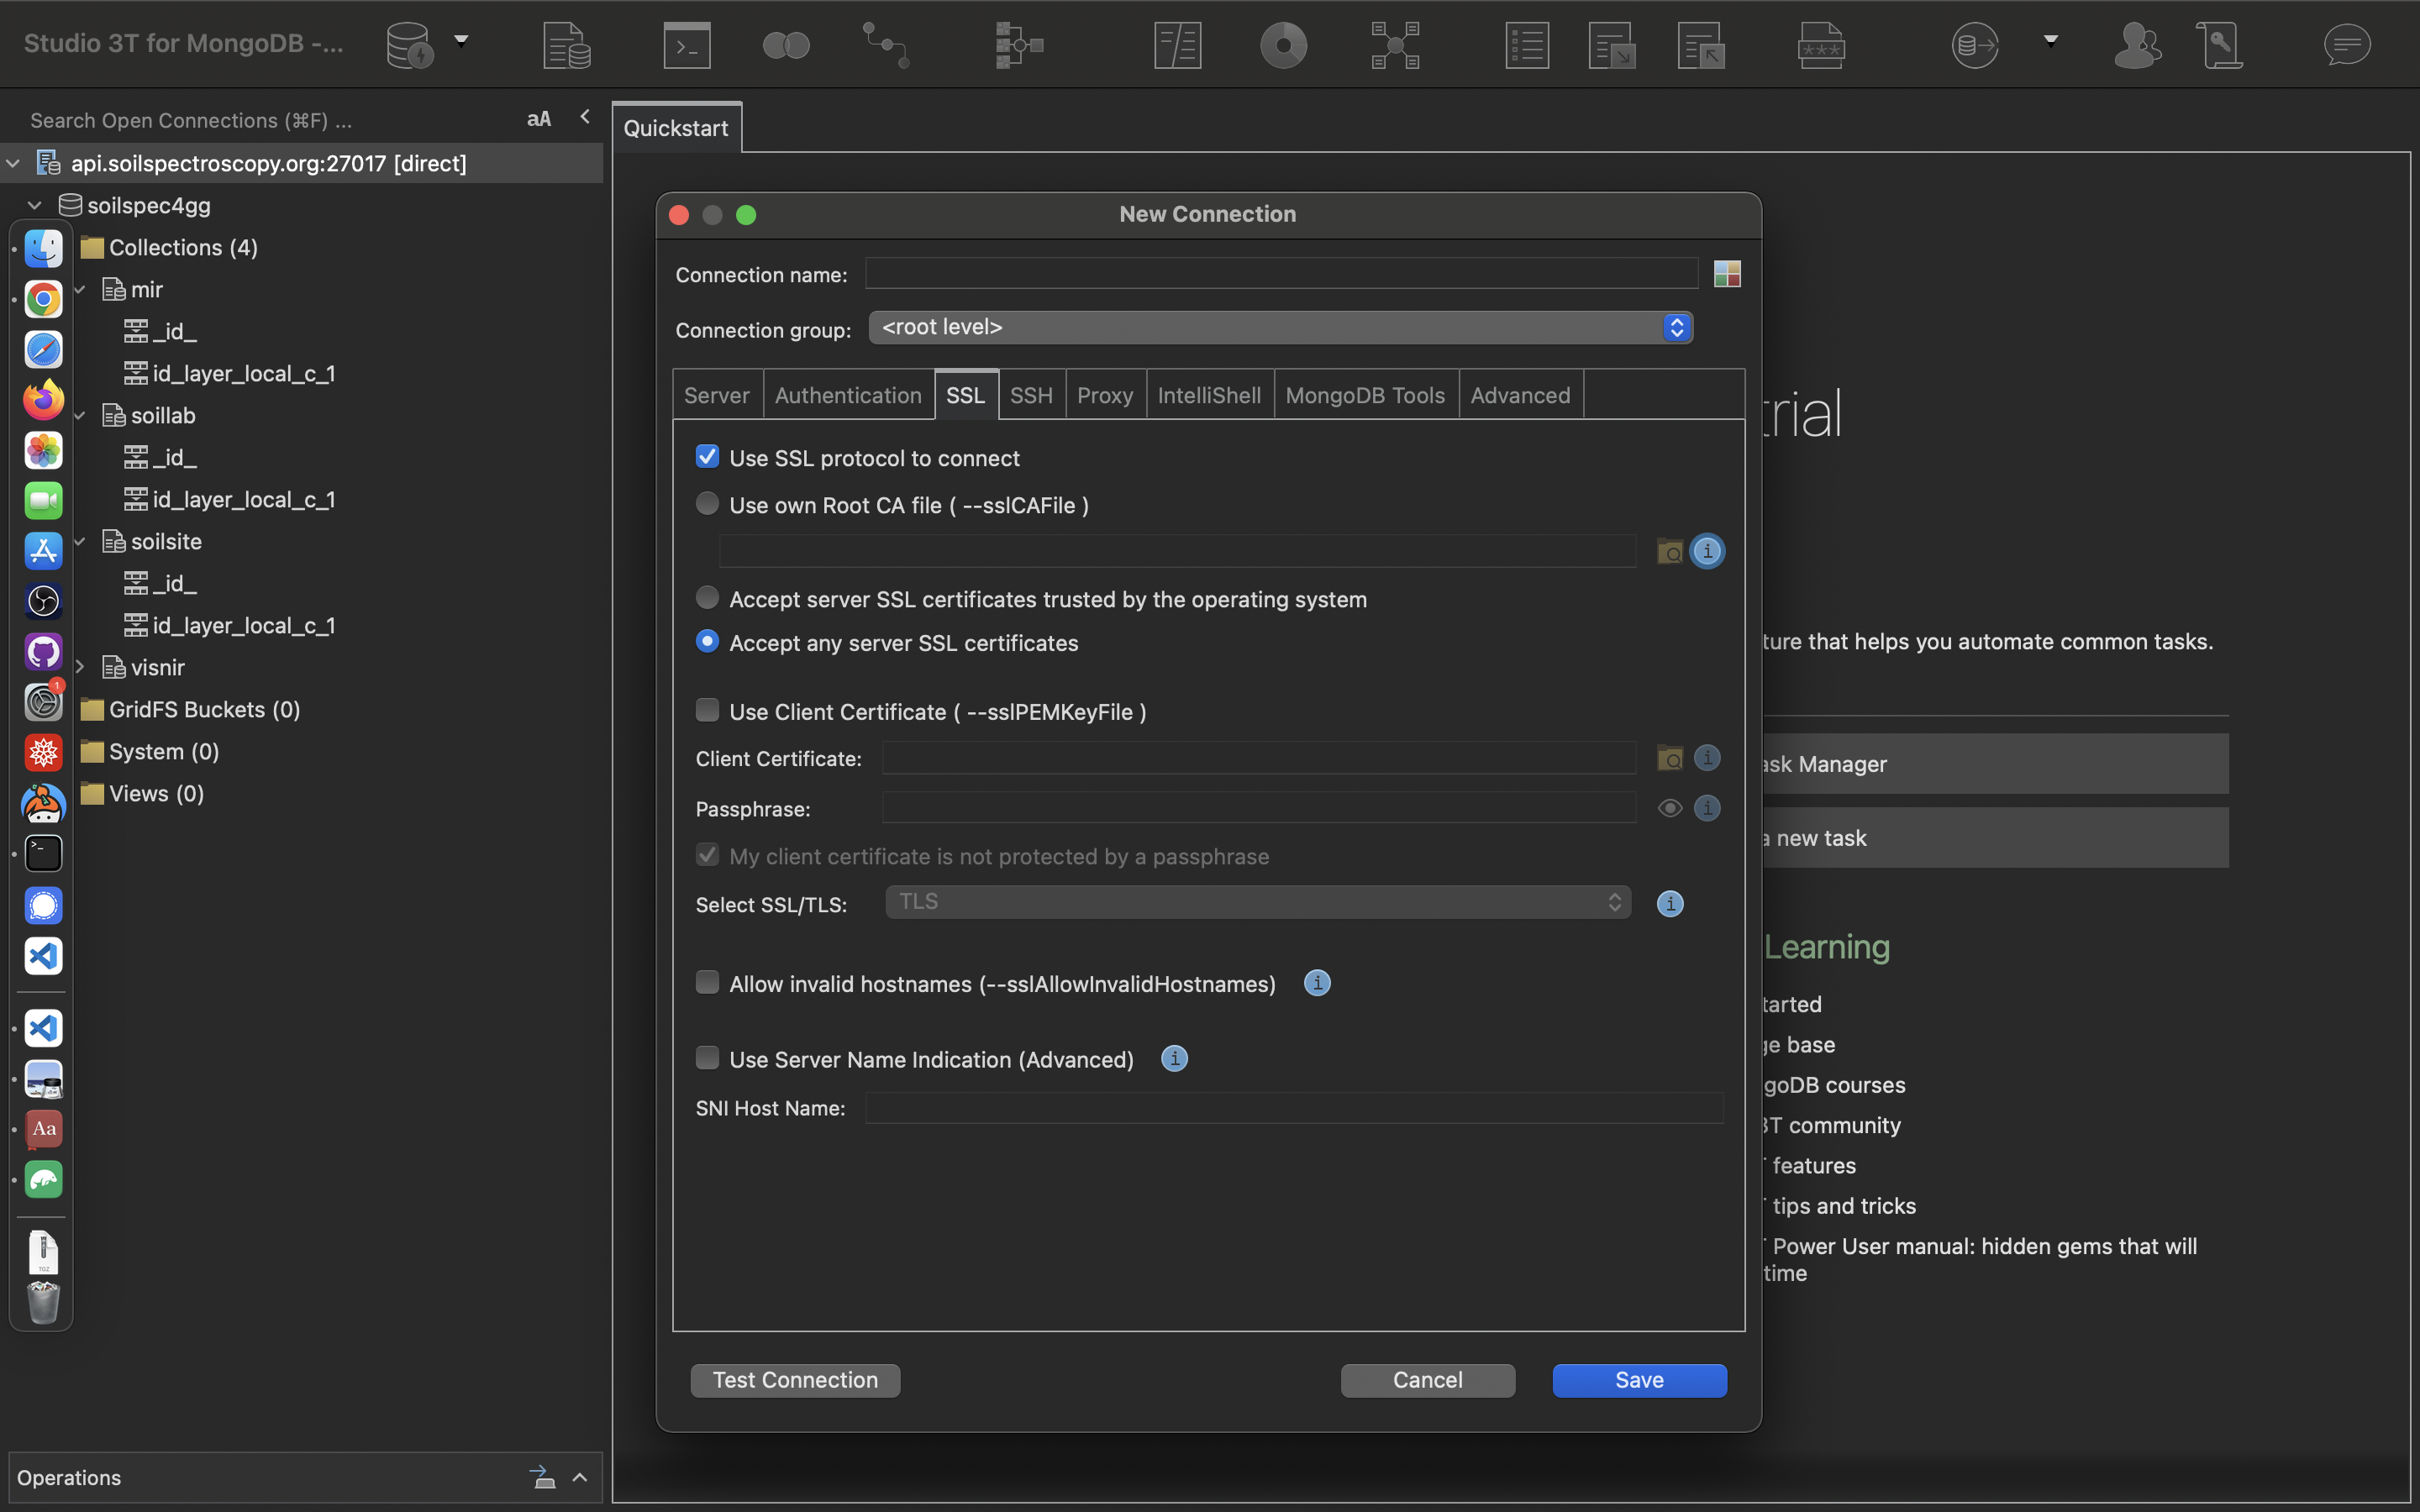 Studio 3T for MongoDB -...
Search Open Connections (⌘F) ...
aA
api.soilspectroscopy.org:27017 [direct]
soilspec4gg
Collections (4)
mir
_id_
id_layer_local_c_1
soillab
_id_
id_layer_local_c_1
soilsite
_id_
id_layer_local_c_1
visnir
GridFS Buckets (0)
System (0)
Views (0)
1
Aa
TGZ
Operations
Quickstart
New Connection
Connection name:
Connection group:
<root level>
Server
Authentication
SSL
SSH
Proxy
IntelliShell
MongoDB Tools
Advanced
Use SSL protocol to connect
Use own Root CA file ( --sslCAFile )
Accept server SSL certificates trusted by the operating system
Accept any server SSL certificates
Use Client Certificate ( --sslPEMKeyFile )
Client Certificate:
Passphrase:
My client certificate is not protected by a passphrase
Select SSL/TLS:
TLS
Allow invalid hostnames (--sslAllowInvalidHostnames)
Use Server Name Indication (Advanced)
SNI Host Name:
Test Connection
Cancel
Save
trial
ture that helps you automate common tasks.
ask Manager
a new task
Learning
tarted
ge base
goDB courses
3T community
features
tips and tricks
Power User manual: hidden gems that will
time